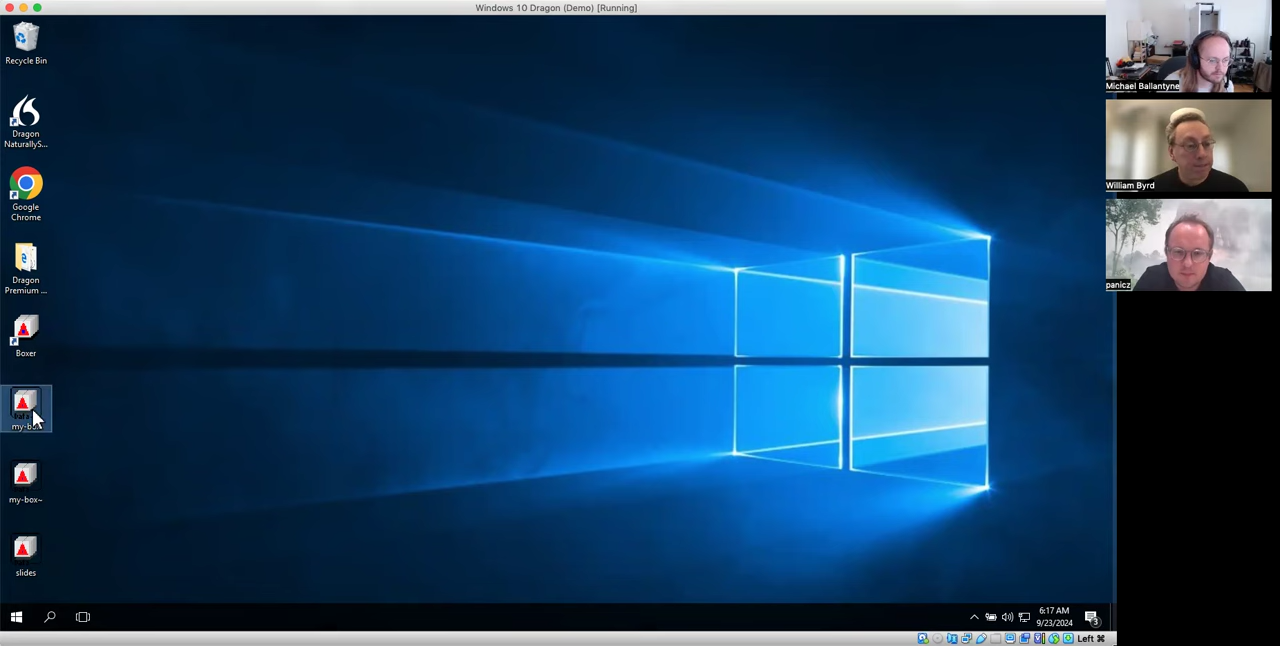 Windows 10 Dragon (Demo) [Running]
Recycle Bin
Dragon
NaturallyS...
Google
Chrome
Dragon
Premium ...
Boxer
my-box~
slides
6:17 AM
9/23/2024
3
Left ⌘
Michael Ballantyne
William Byrd
panicz